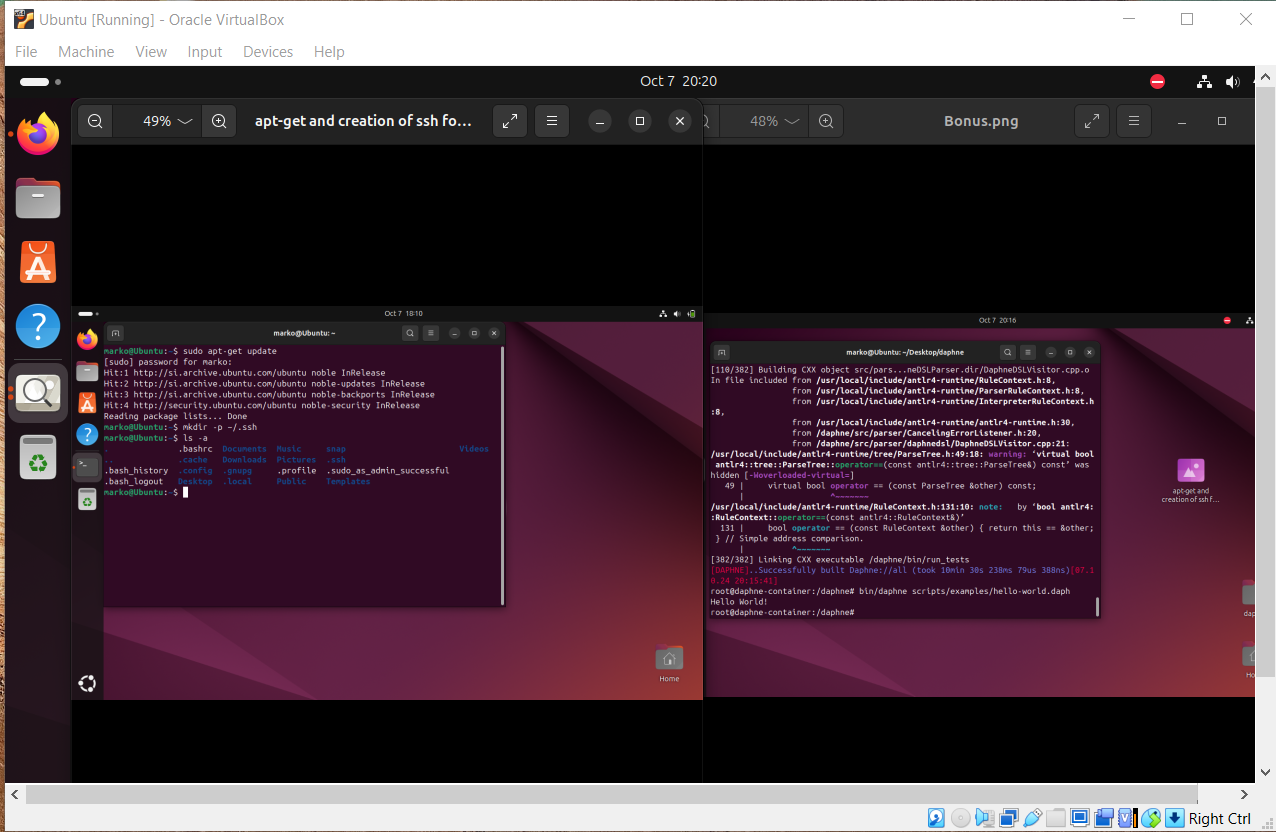 Ubuntu [Running] - Oracle VirtualBox
File Machine View Input Devices Help
Oct 7 20:20
49%
apt-get and creation of ssh fo...
48%
Bonus.png
Oct 7 18:10
marko@Ubuntu: ~
marko@Ubuntu:~$ sudo apt-get update
[sudo] password for marko:
Hit:1 http://si.archive.ubuntu.com/ubuntu noble InRelease
Hit:2 http://si.archive.ubuntu.com/ubuntu noble-updates InRelease
Hit:3 http://si.archive.ubuntu.com/ubuntu noble-backports InRelease
Hit:4 http://security.ubuntu.com/ubuntu noble-security InRelease
Reading package lists... Done
marko@Ubuntu:~$ mkdir -p ~/.ssh
marko@Ubuntu:~$ ls -a
. .bashrc Documents Music snap Videos
.. .cache Downloads Pictures .ssh
.bash_history .config .gnupg .profile .sudo_as_admin_successful
.bash_logout Desktop .local Public Templates
marko@Ubuntu:~$
Home
Oct 7 20:16
marko@Ubuntu: ~/Desktop/daphne
[110/382] Building CXX object src/pars...neDSLParser.dir/DaphneDSLVisitor.cpp.o
In file included from /usr/local/include/antlr4-runtime/RuleContext.h:8,
from /usr/local/include/antlr4-runtime/ParserRuleContext.h:8,
from /usr/local/include/antlr4-runtime/InterpreterRuleContext.h
:8,
from /usr/local/include/antlr4-runtime/antlr4-runtime.h:30,
from /daphne/src/parser/CancelingErrorListener.h:20,
from /daphne/src/parser/daphnedsl/DaphneDSLVisitor.cpp:21:
/usr/local/include/antlr4-runtime/tree/ParseTree.h:49:18: warning: ‘virtual bool
antlr4::tree::ParseTree::operator==(const antlr4::tree::ParseTree&) const’ was
hidden [-Woverloaded-virtual=]
49 | virtual bool operator == (const ParseTree &other) const;
| ^~~~~~~~
/usr/local/include/antlr4-runtime/RuleContext.h:131:10: note: by ‘bool antlr4:
:RuleContext::operator==(const antlr4::RuleContext&)’
131 | bool operator == (const RuleContext &other) { return this == &other;
} // Simple address comparison.
| ^~~~~~~~
[382/382] Linking CXX executable /daphne/bin/run_tests
[DAPHNE]..Successfully built Daphne://all (took 10min 30s 238ms 79us 388ns)[07.1
0.24 20:15:41]
root@daphne-container:/daphne# bin/daphne scripts/examples/hello-world.daph
Hello World!
root@daphne-container:/daphne#
apt-get and
creation of ssh f...
dap
Ho
Right Ctrl